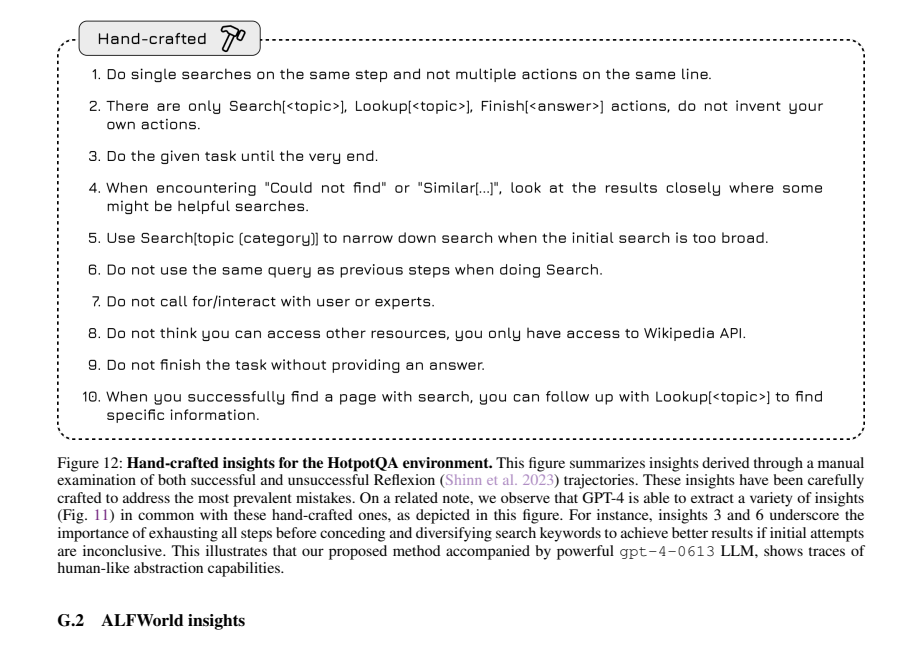 Hand-crafted
1. Do single searches on the same step and not multiple actions on the same line.
2. There are only Search[<topic>], Lookup[<topic>], Finish[<answer>] actions, do not invent your
own actions.
3. Do the given task until the very end.
4. When encountering "Could not find" or "Similar[...]", look at the results closely where some
might be helpful searches.
5. Use Search[topic (category)] to narrow down search when the initial search is too broad.
6. Do not use the same query as previous steps when doing Search.
7. Do not call for/interact with user or experts.
8. Do not think you can access other resources, you only have access to Wikipedia API.
9. Do not finish the task without providing an answer.
10. When you successfully find a page with search, you can follow up with Lookup[<topic>] to find
specific information.
Figure 12: Hand-crafted insights for the HotpotQA environment. This figure summarizes insights derived through a manual
examination of both successful and unsuccessful Reflexion (Shinn et al. 2023) trajectories. These insights have been carefully
crafted to address the most prevalent mistakes. On a related note, we observe that GPT-4 is able to extract a variety of insights
(Fig. 11) in common with these hand-crafted ones, as depicted in this figure. For instance, insights 3 and 6 underscore the
importance of exhausting all steps before conceding and diversifying search keywords to achieve better results if initial attempts
are inconclusive. This illustrates that our proposed method accompanied by powerful gpt-4-0613 LLM, shows traces of
human-like abstraction capabilities.
G.2 ALFWorld insights